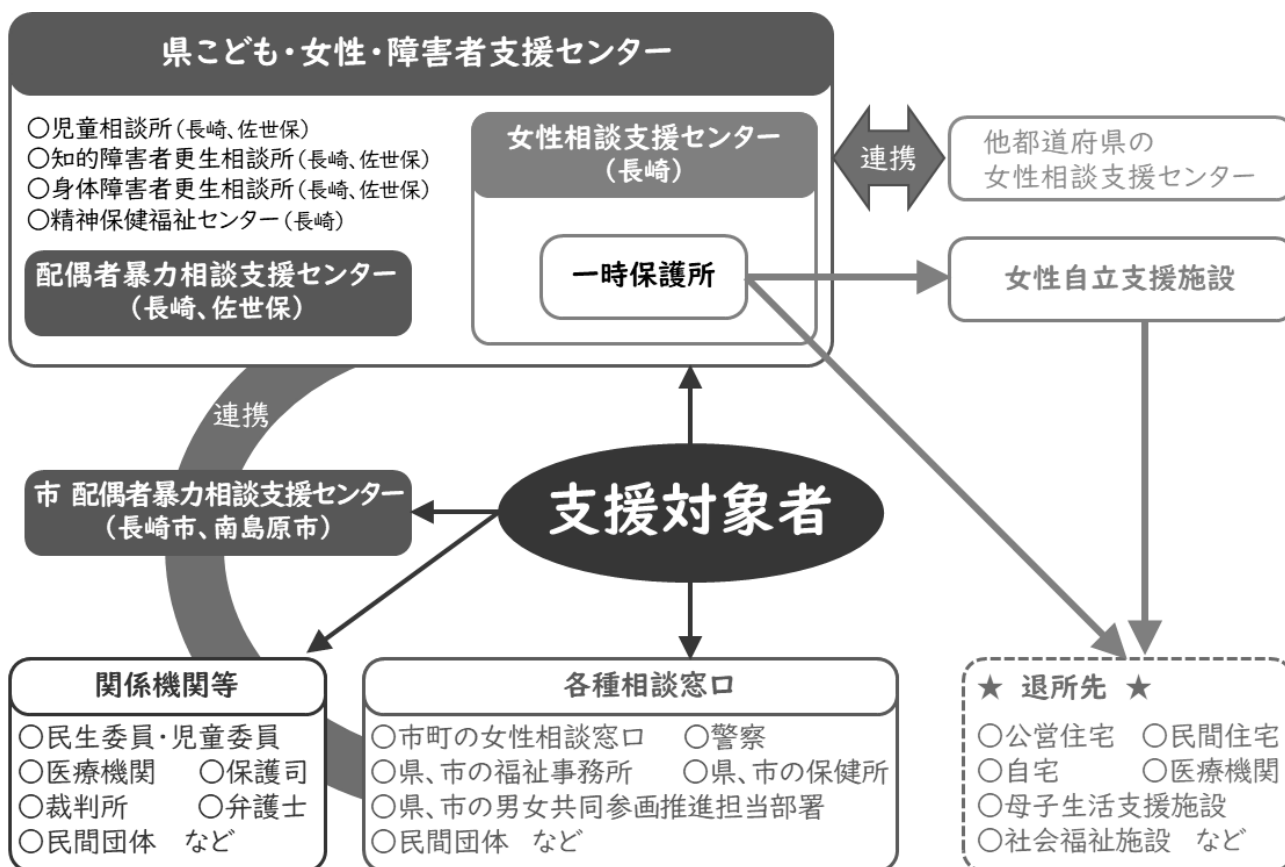 県こども・女性・障害者支援センター
○児童相談所(長崎、佐世保)
○知的障害者更生相談所(長崎、佐世保)
○身体障害者更生相談所(長崎、佐世保)
○精神保健福祉センター(長崎)
配偶者暴力相談支援センター
(長崎、佐世保)
女性相談支援センター
(長崎)
一時保護所
連携
他都道府県の
女性相談支援センター
女性自立支援施設
連携
市 配偶者暴力相談支援センター
(長崎市、南島原市)
支援対象者
関係機関等
○民生委員・児童委員
○医療機関 ○保護司
○裁判所 ○弁護士
○民間団体 など
各種相談窓口
○市町の女性相談窓口 ○警察
○県、市の福祉事務所 ○県、市の保健所
○県、市の男女共同参画推進担当部署
○民間団体 など
★ 退所先 ★
○公営住宅 ○民間住宅
○自宅 ○医療機関
○母子生活支援施設
○社会福祉施設 など